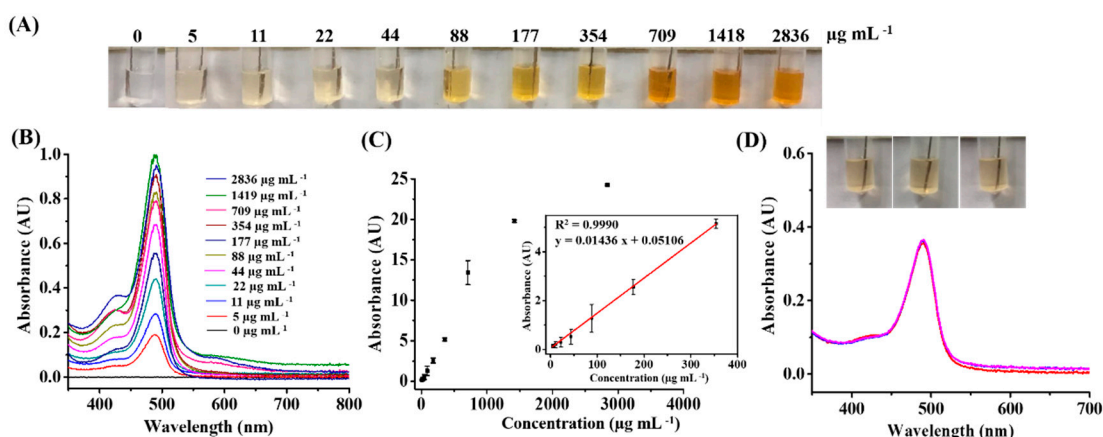 (A)
0 5 11 22 44 88 177 354 709 1418 2836 µg mL⁻¹
(B)
Absorbance (AU)
1.0
0.8
0.6
0.4
0.2
0.0
2836 µg mL⁻¹
1419 µg mL⁻¹
709 µg mL⁻¹
354 µg mL⁻¹
177 µg mL⁻¹
88 µg mL⁻¹
44 µg mL⁻¹
22 µg mL⁻¹
11 µg mL⁻¹
5 µg mL⁻¹
0 µg mL⁻¹
400 500 600 700 800
Wavelength (nm)
(C)
Absorbance (AU)
25
20
15
10
5
0
R² = 0.9990
y = 0.01436 x + 0.05106
Absorbance (AU)
4
2
0
0 100 200 300 400
Concentration (µg mL⁻¹)
0 1000 2000 3000 4000
Concentration (µg mL⁻¹)
(D)
Absorbance (AU)
0.6
0.4
0.2
0.0
400 500 600 700
Wavelength (nm)